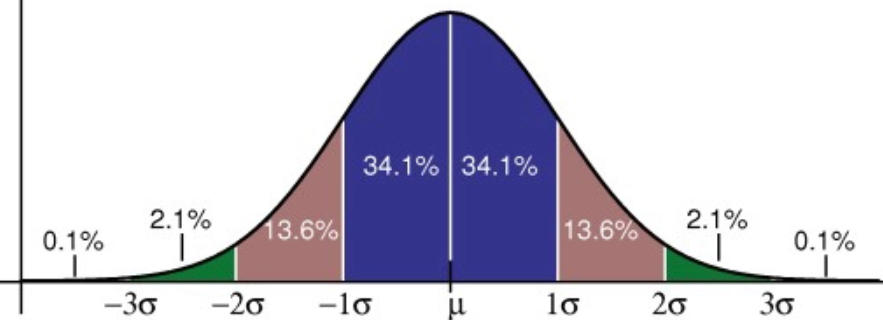 34.1% 34.1%
13.6% 13.6%
2.1% 2.1%
0.1% 0.1%
−3σ −2σ −1σ μ 1σ 2σ 3σ